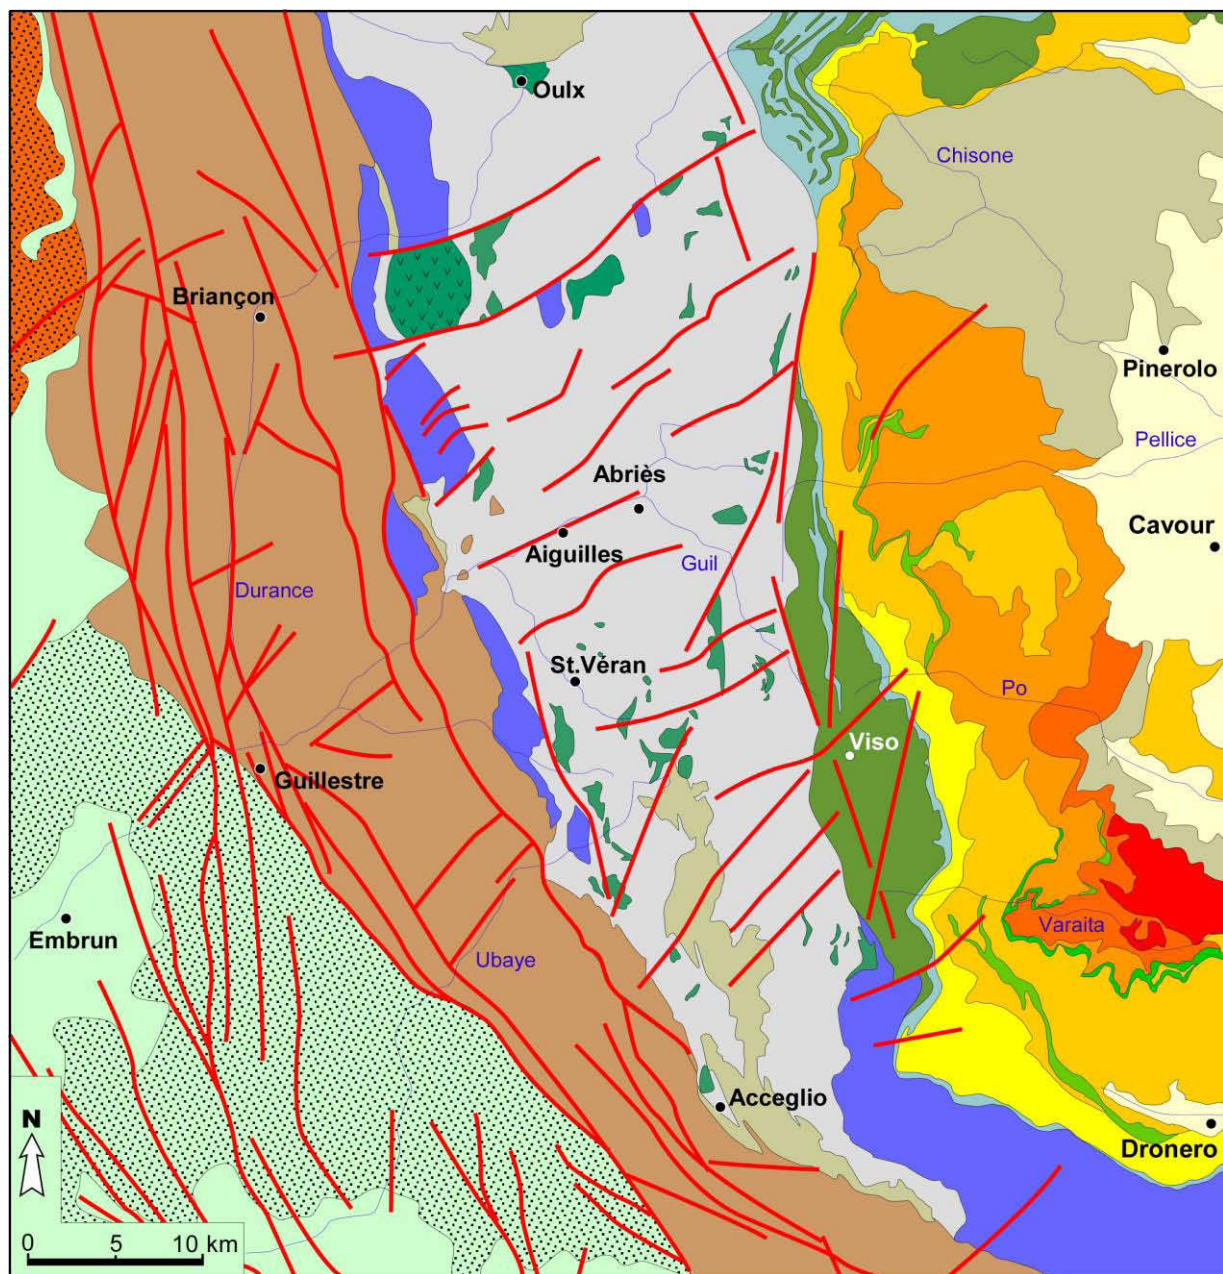 Oulx
Chisone
Briançon
Pinerolo
Pellice
Abriès
Cavour
Aiguilles
Guil
Durance
St.Véran
Po
Viso
Guillestre
Embrun
Varaita
Ubaye
Acceglio
N
Dronero
0 5 10 km